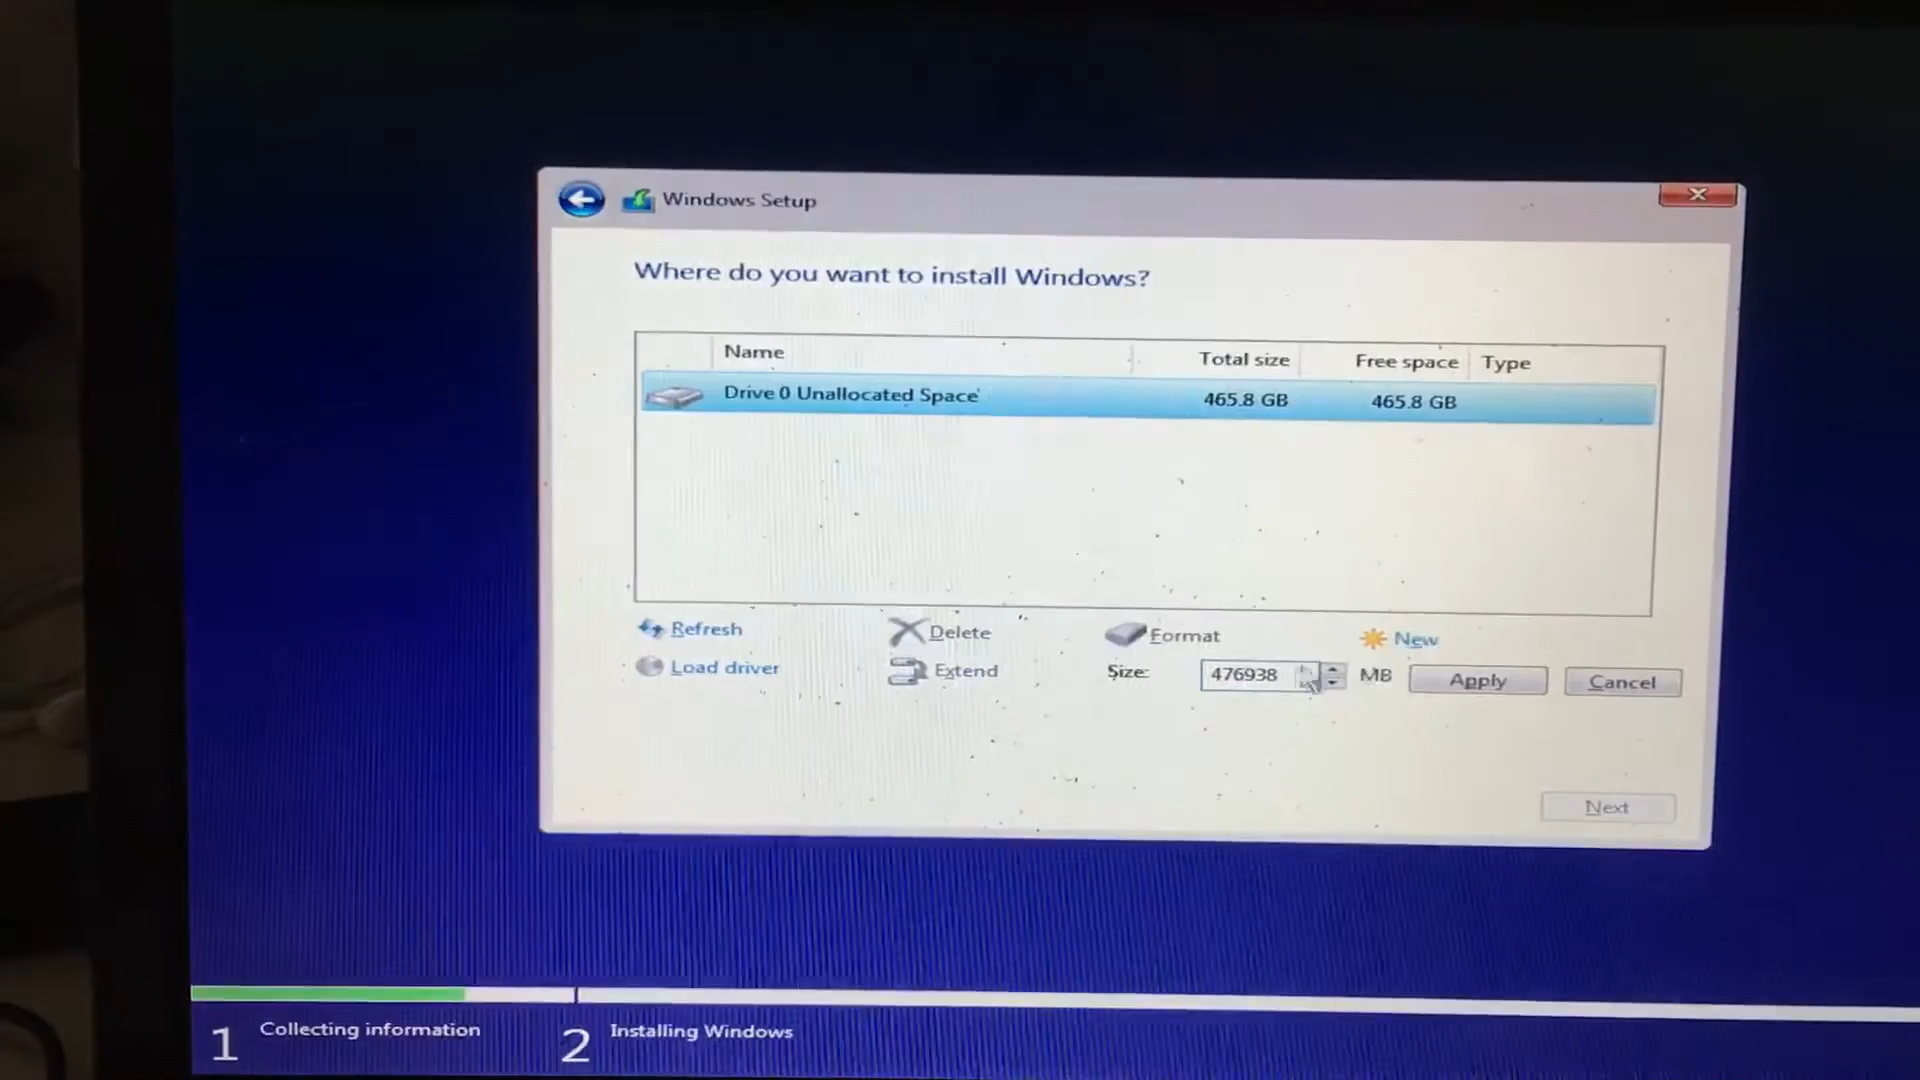 Windows Setup
Where do you want to install Windows?
Name Total size Free space Type
Drive 0 Unallocated Space 465.8 GB 465.8 GB
Refresh Delete Format New
Load driver Extend Size: 476938 MB Apply Cancel
Next
1 Collecting information 2 Installing Windows